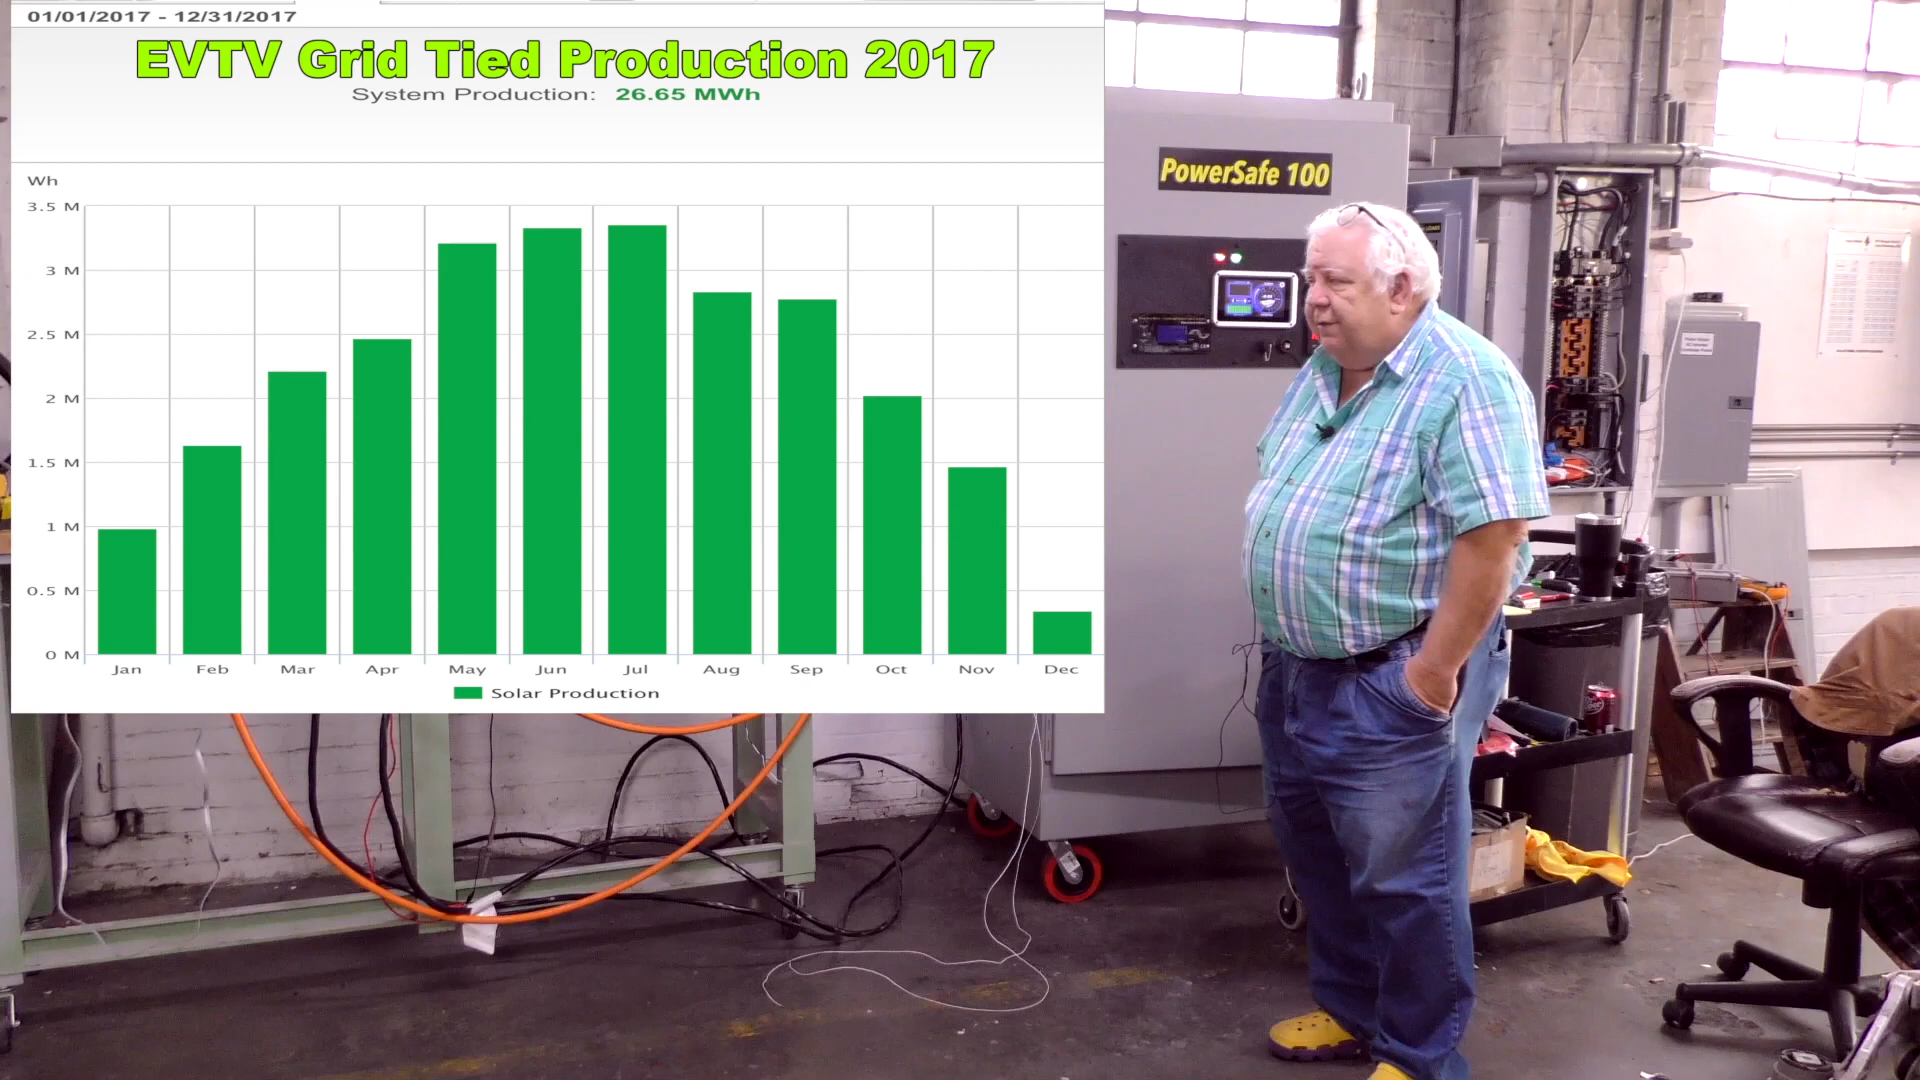 01/01/2017 - 12/31/2017
EVTV Grid Tied Production 2017
System Production: 26.65 MWh
Wh
3.5 M
3 M
2.5 M
2 M
1.5 M
1 M
0.5 M
0 M
Jan Feb Mar Apr May Jun Jul Aug Sep Oct Nov Dec
Solar Production
PowerSafe 100